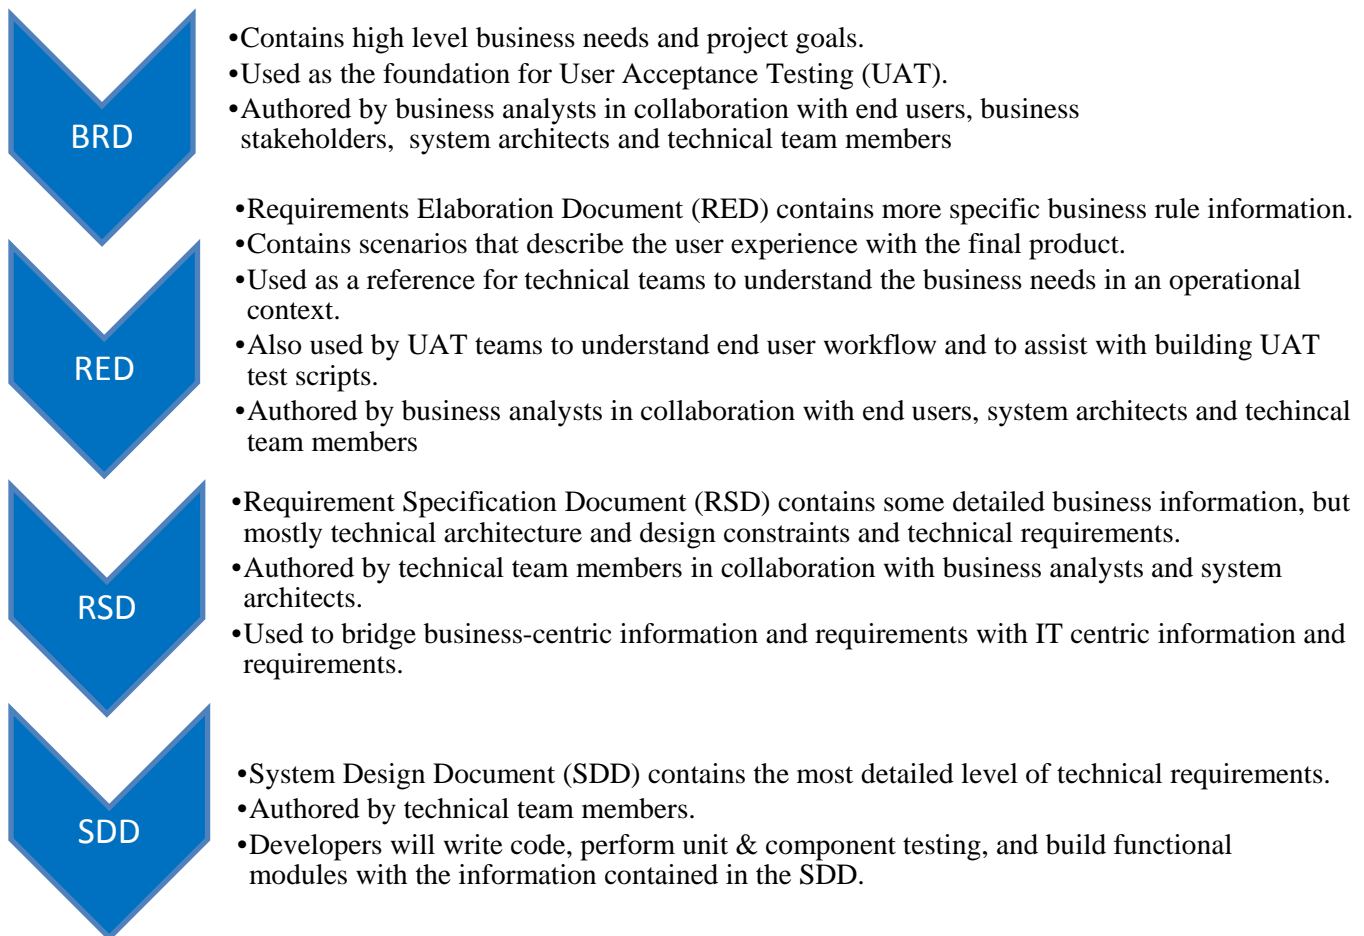 BRD
•Contains high level business needs and project goals.
•Used as the foundation for User Acceptance Testing (UAT).
•Authored by business analysts in collaboration with end users, business
stakeholders,  system architects and technical team members
RED
•Requirements Elaboration Document (RED) contains more specific business rule information.
•Contains scenarios that describe the user experience with the final product.
•Used as a reference for technical teams to understand the business needs in an operational
context.
•Also used by UAT teams to understand end user workflow and to assist with building UAT
test scripts.
•Authored by business analysts in collaboration with end users, system architects and techincal
team members
RSD
•Requirement Specification Document (RSD) contains some detailed business information, but
mostly technical architecture and design constraints and technical requirements.
•Authored by technical team members in collaboration with business analysts and system
architects.
•Used to bridge business-centric information and requirements with IT centric information and
requirements.
SDD
•System Design Document (SDD) contains the most detailed level of technical requirements.
•Authored by technical team members.
•Developers will write code, perform unit & component testing, and build functional
modules with the information contained in the SDD.